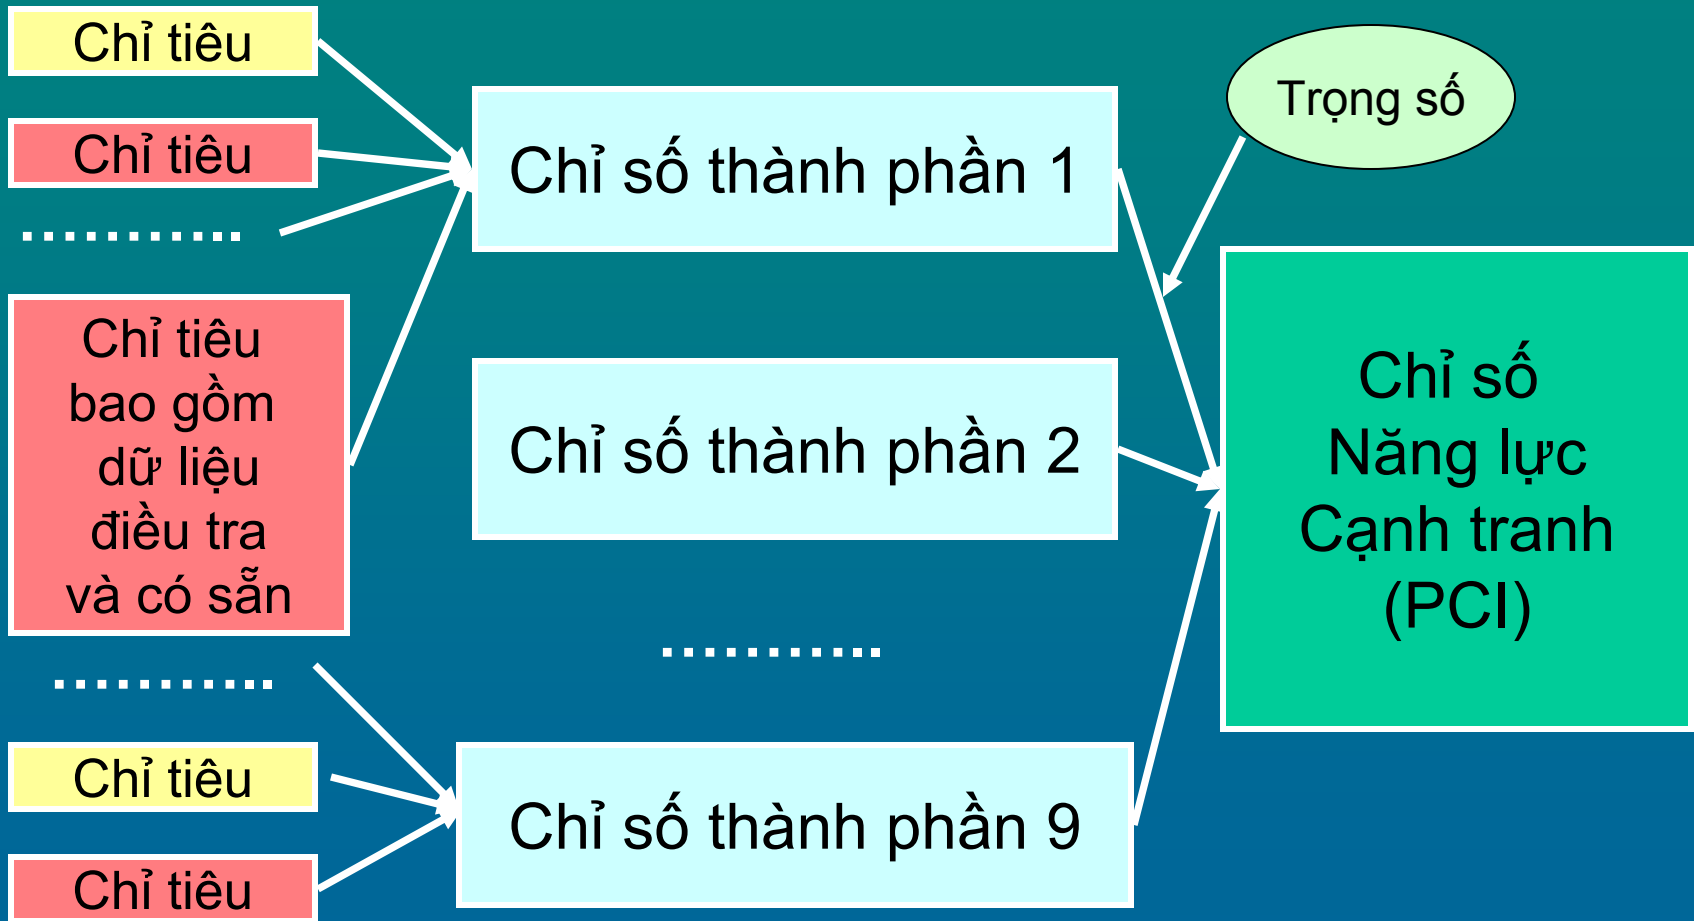 Chỉ tiêu
Chỉ tiêu
………..
Chỉ tiêu
bao gồm
dữ liệu
điều tra
và có sẵn
………..
Chỉ tiêu
Chỉ tiêu
Chỉ số thành phần 1
Chỉ số thành phần 2
………..
Chỉ số thành phần 9
Trọng số
Chỉ số
Năng lực
Cạnh tranh
(PCI)